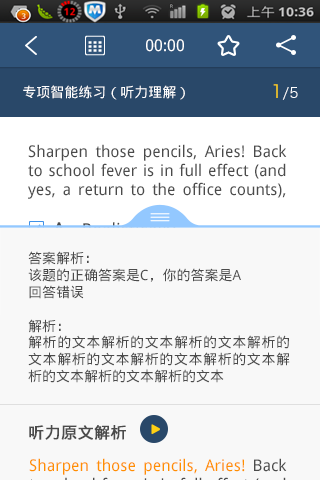 上午 10:36
3
12
M
00:00
专项智能练习（听力理解）
1/5
Sharpen those pencils, Aries! Back
to school fever is in full effect (and
yes, a return to the office counts),
答案解析：
该题的正确答案是C，你的答案是A
回答错误
解析：
解析的文本解析的文本解析的文本解析的
文本解析的文本解析的文本解析的文本解
析的文本解析的文本解析的文本
听力原文解析
Sharpen those pencils, Aries! Back